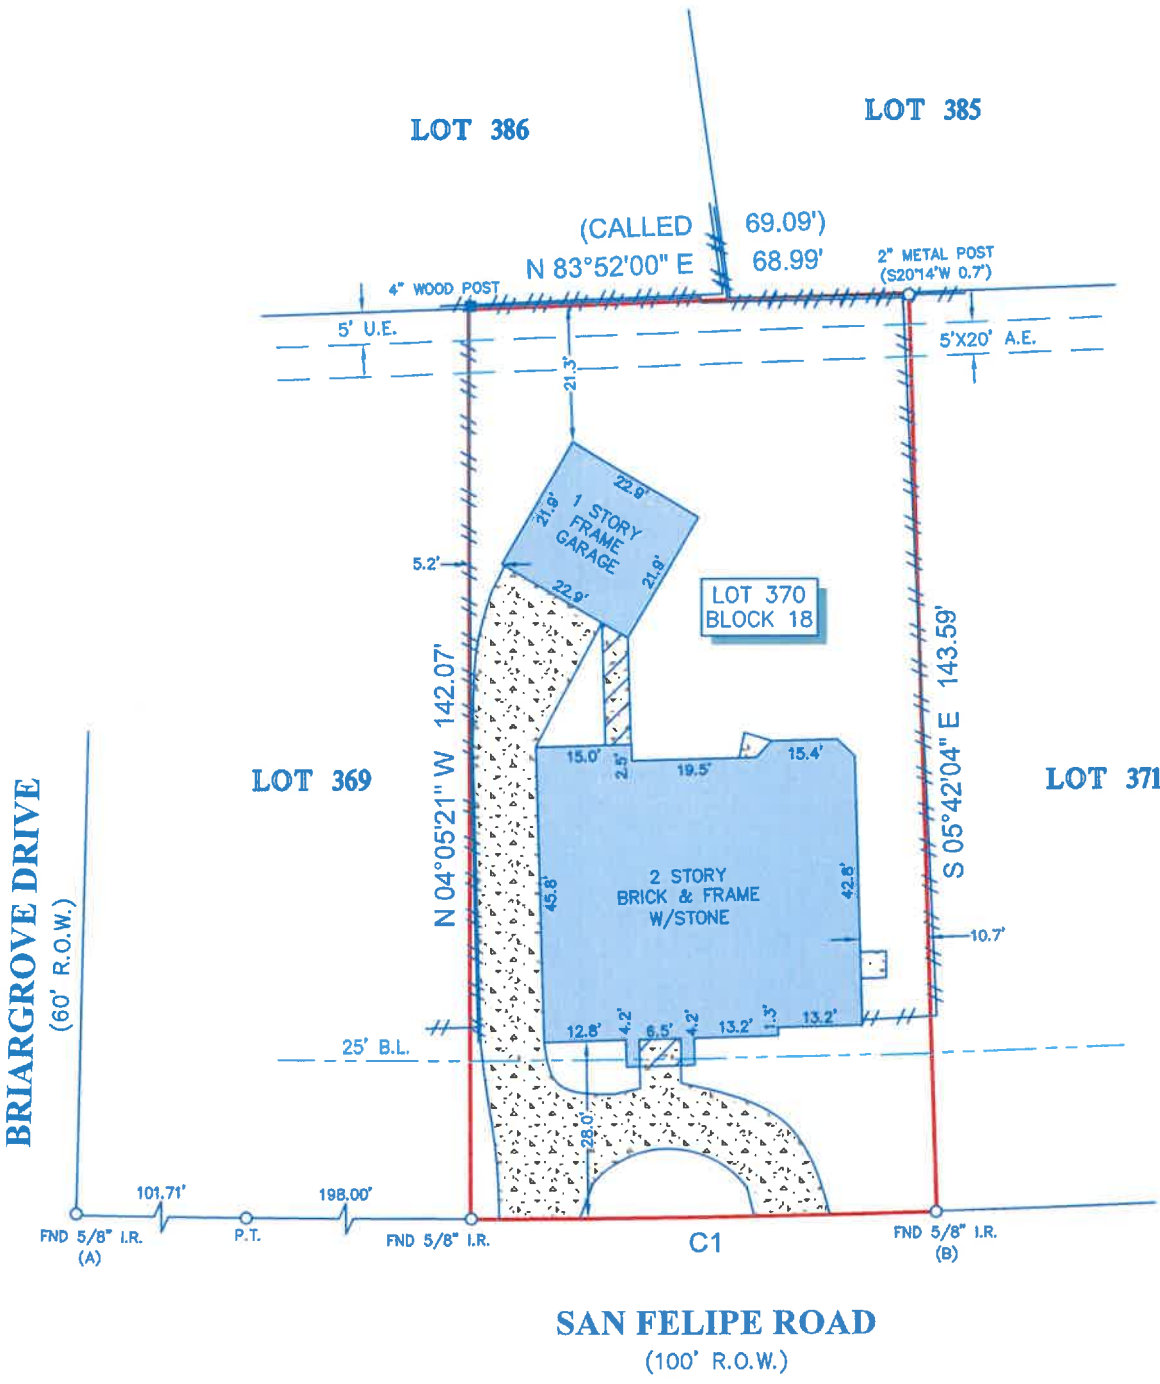 LOT 386
LOT 385
(CALLED 69.09')
N 83°52'00" E 68.99'
2" METAL POST
(S20°14'W 0.7')
4" WOOD POST
5' U.E.
5'X20' A.E.
21.3'
22.9'
21.9'
1 STORY
FRAME
GARAGE
21.9'
22.9'
5.2'
LOT 370
BLOCK 18
N 04°05'21" W 142.07'
S 05°42'04" E 143.59'
LOT 369
LOT 371
15.0'
2.5'
19.5'
15.4'
45.8'
2 STORY
BRICK & FRAME
W/STONE
42.8'
10.7'
12.8'
4.2'
6.5'
4.2'
13.2'
1.3'
13.2'
25' B.L.
28.0'
BRIARGROVE DRIVE
(60' R.O.W.)
101.71'
198.00'
FND 5/8" I.R.
(A)
P.T.
FND 5/8" I.R.
C1
FND 5/8" I.R.
(B)
SAN FELIPE ROAD
(100' R.O.W.)